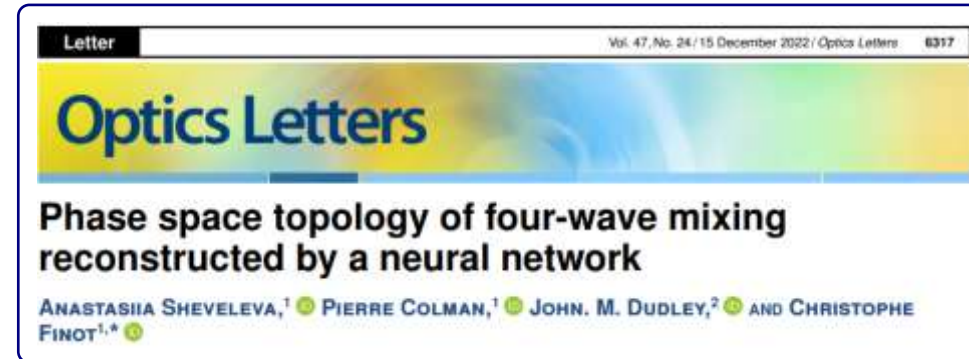 Letter
Vol. 47, No. 24 / 15 December 2022 / Optics Letters 6317
Optics Letters
Phase space topology of four-wave mixing
reconstructed by a neural network
ANASTASIIA SHEVELEVA,¹ PIERRE COLMAN,¹ JOHN. M. DUDLEY,² AND CHRISTOPHE
FINOT¹,*